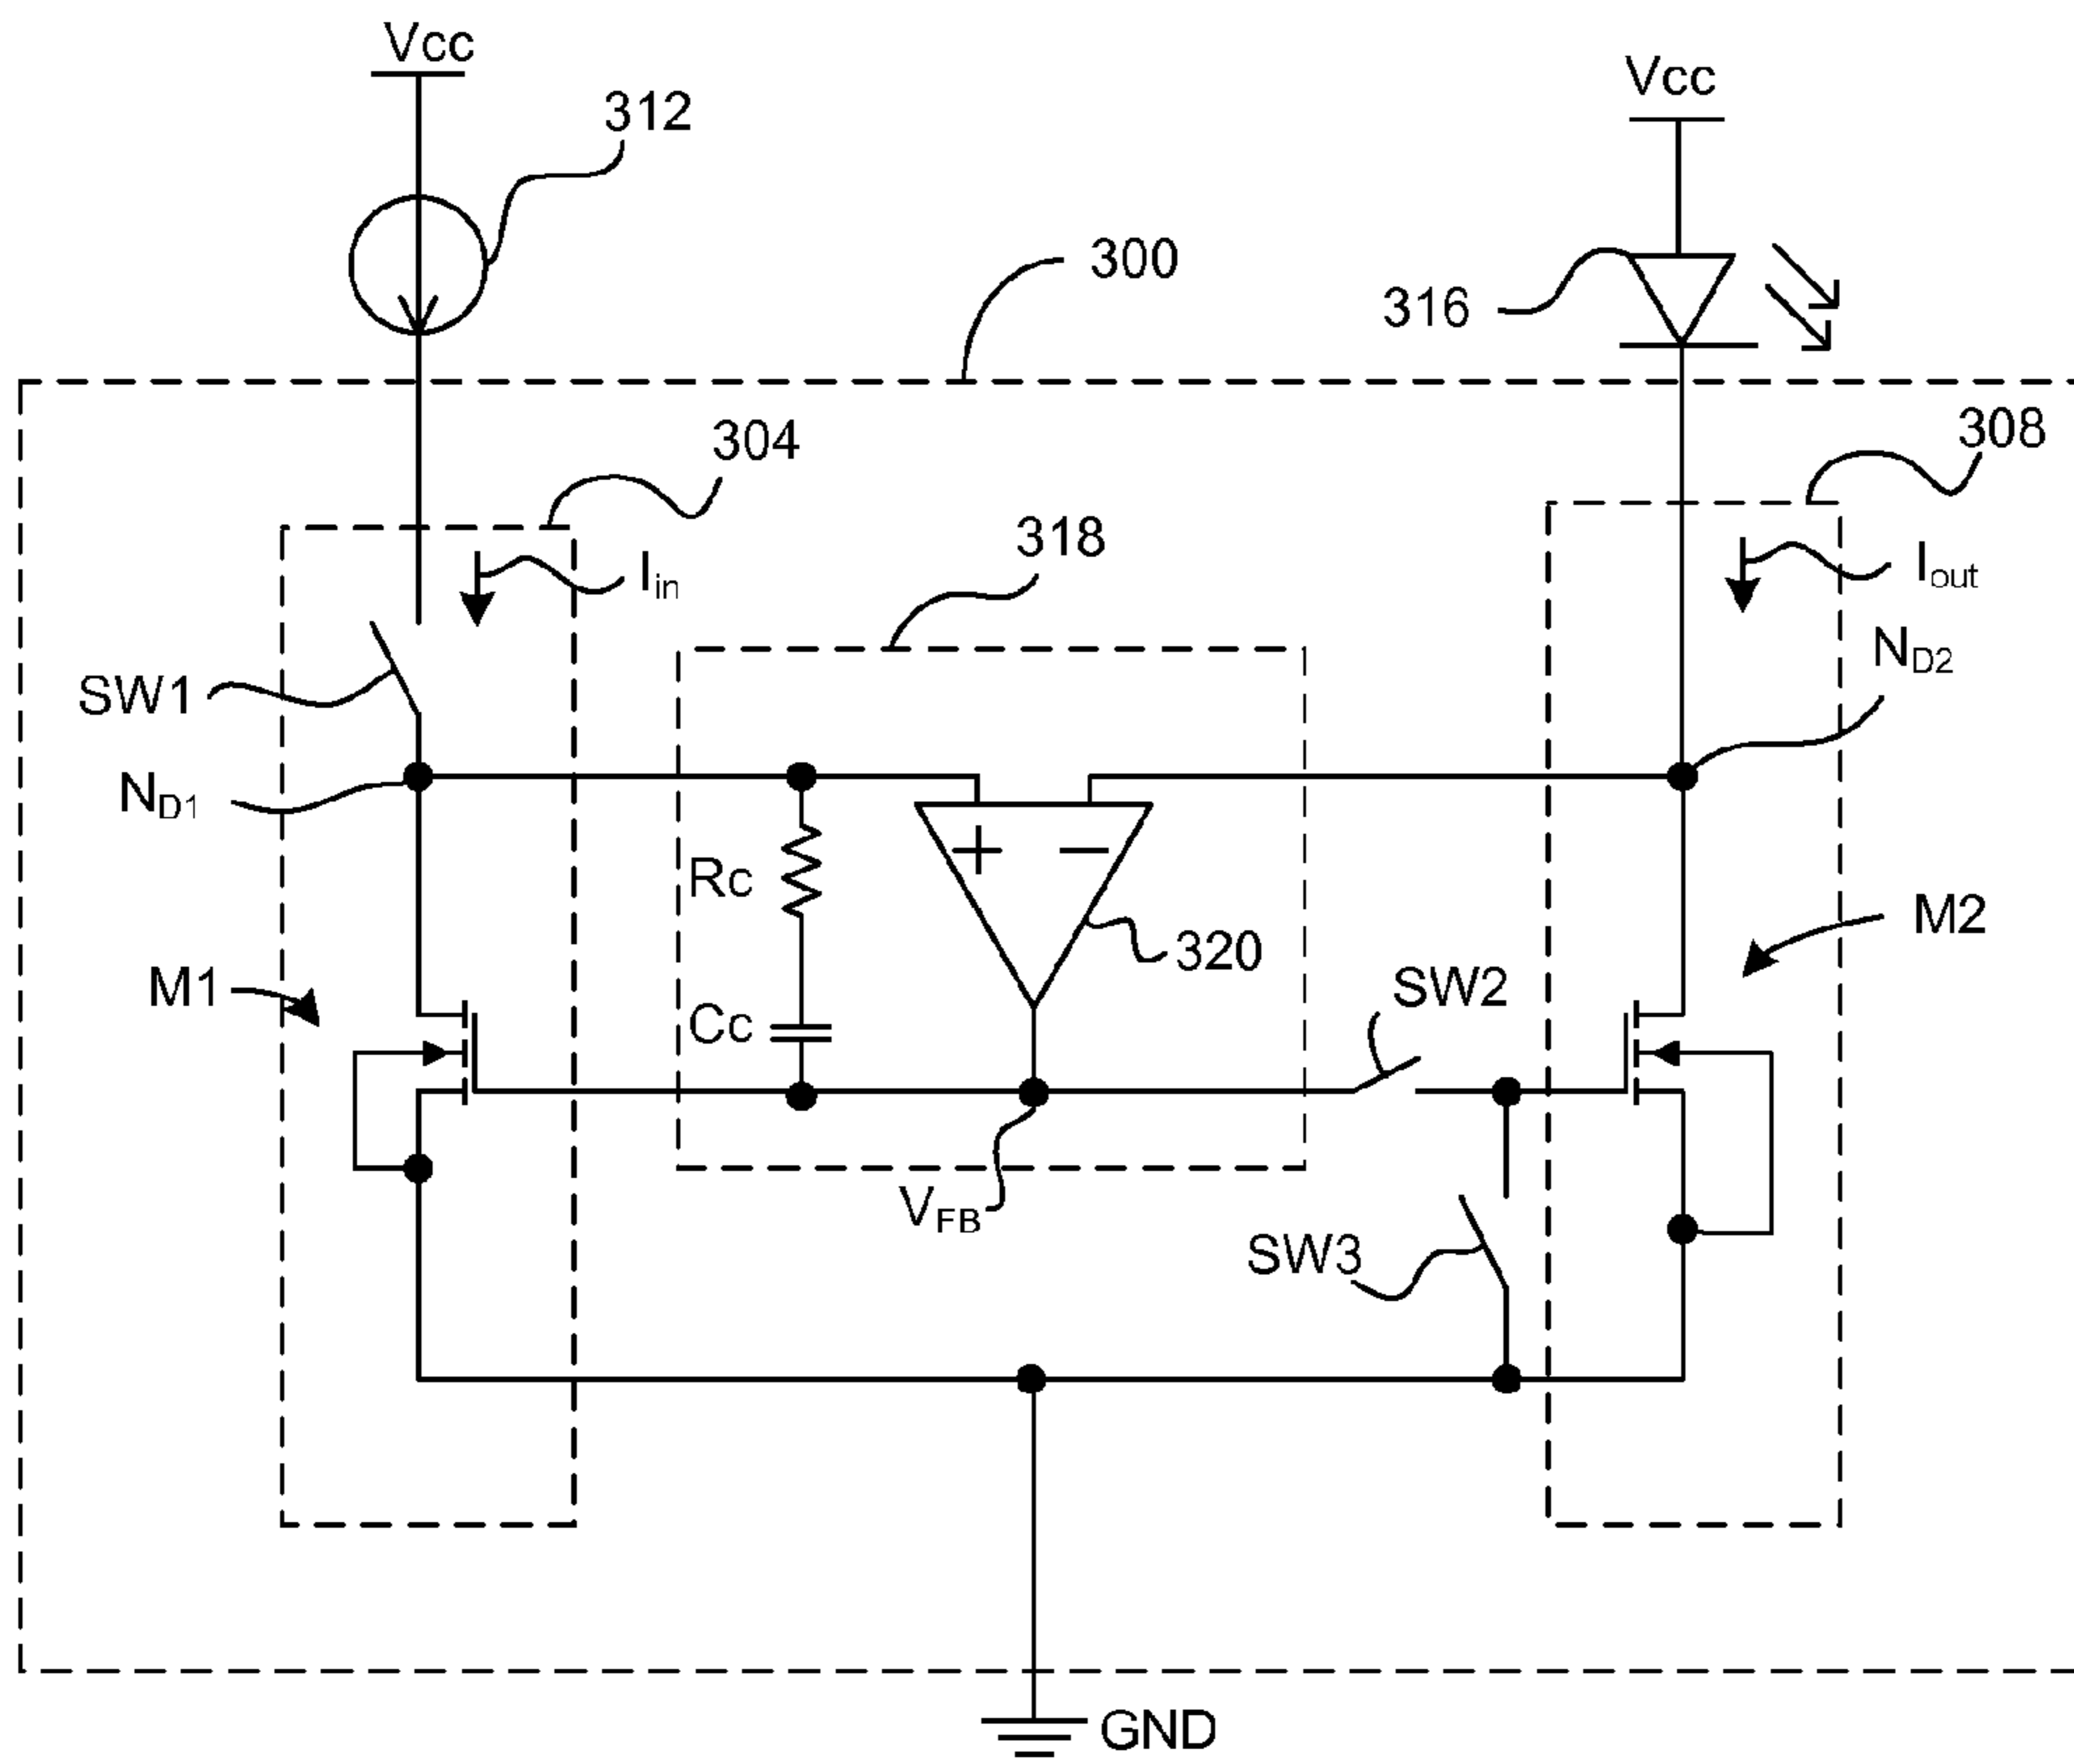 Vcc
Vcc
312
300
316
308
304
318
Iin
Iout
ND2
SW1
ND1
+ −
Rc
M2
320
M1
SW2
Cc
VFB
SW3
GND